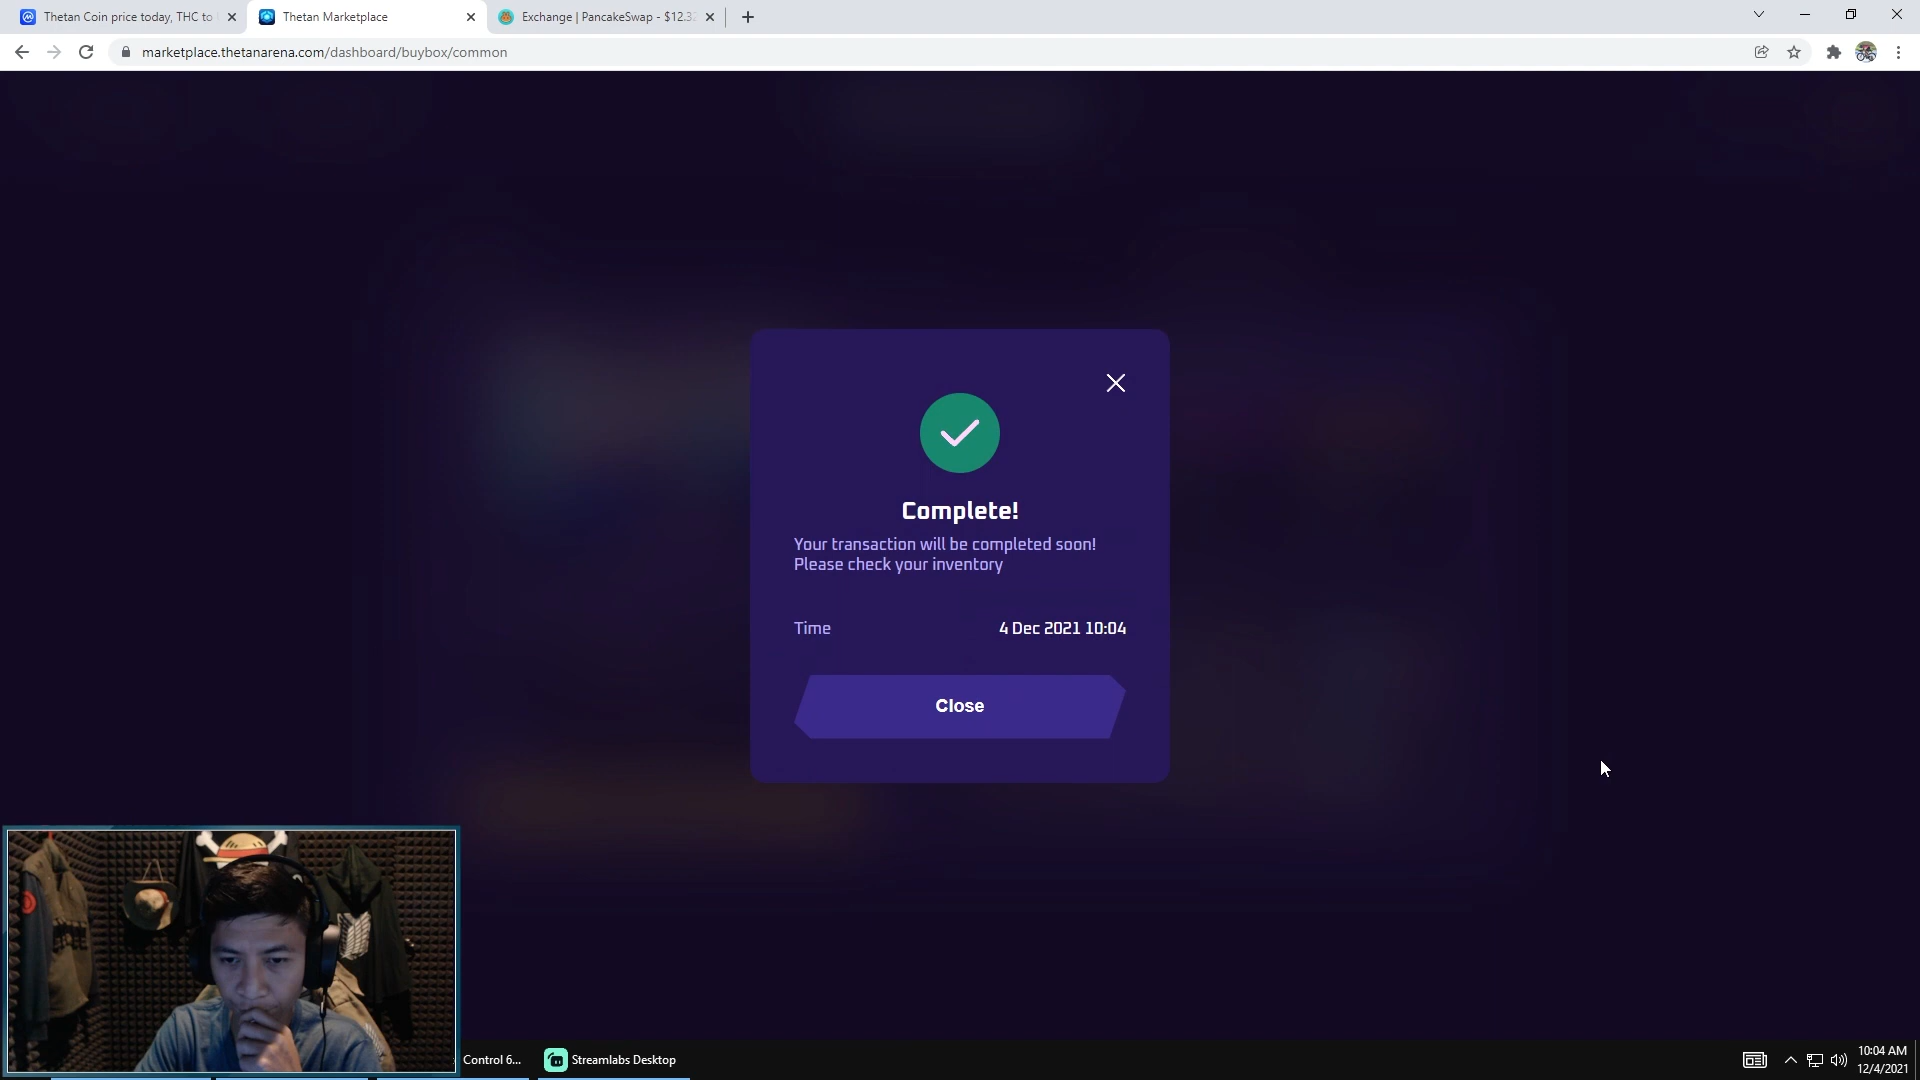 Thetan Coin price today, THC to
Thetan Marketplace
Exchange | PancakeSwap - $12.32
marketplace.thetanarena.com/dashboard/buybox/common
Complete!
Your transaction will be completed soon!
Please check your inventory
Time 4 Dec 2021 10:04
Close
Control 6...
Streamlabs Desktop
10:04 AM
12/4/2021